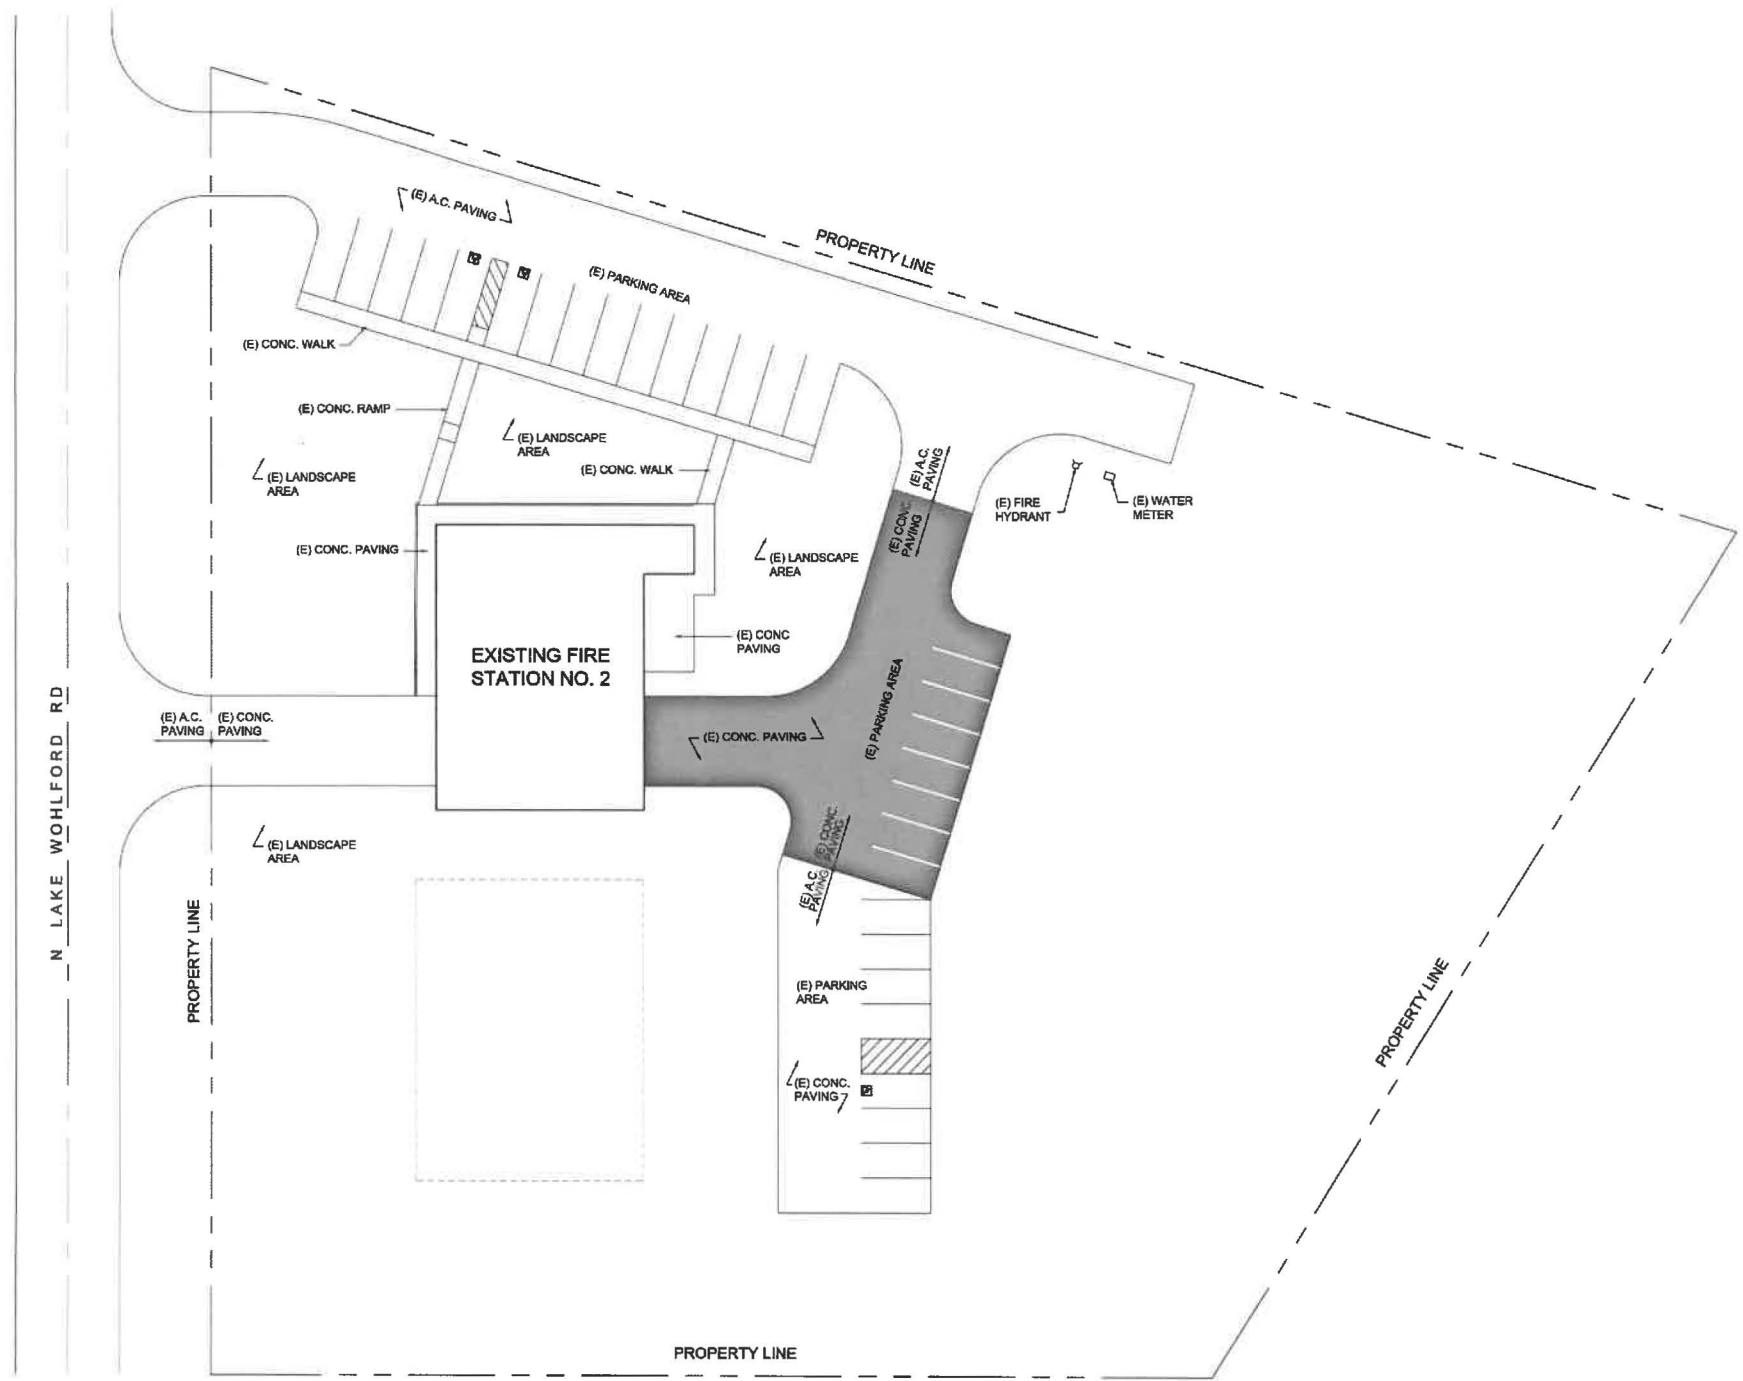 (E) A.C. PAVING
PROPERTY LINE
(E) PARKING AREA
(E) CONC. WALK
(E) CONC. RAMP
(E) LANDSCAPE
AREA
(E) CONC. WALK
(E) LANDSCAPE
AREA
(E) A.C.
PAVING
(E) FIRE
HYDRANT
(E) WATER
METER
(E) CONC.
PAVING
(E) CONC. PAVING
(E) LANDSCAPE
AREA
(E) CONC
PAVING
EXISTING FIRE
STATION NO. 2
(E) PARKING AREA
(E) A.C.
PAVING
(E) CONC.
PAVING
(E) CONC. PAVING
N LAKE WOHLFORD RD
(E) LANDSCAPE
AREA
(E) CONC.
PAVING
(E) A.C.
PAVING
PROPERTY LINE
(E) PARKING
AREA
(E) CONC.
PAVING
PROPERTY LINE
PROPERTY LINE